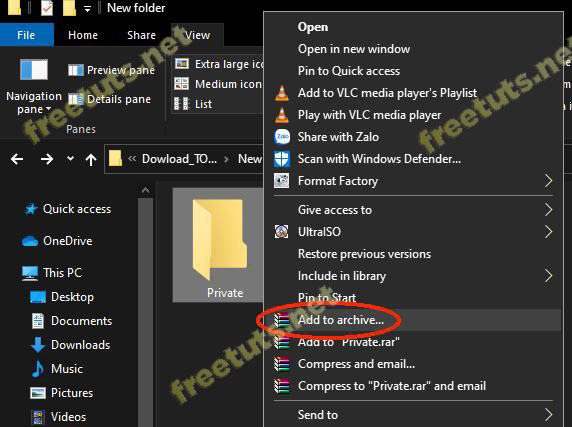 New folder
File
Home
Share
View
Navigation
pane
Preview pane
Details pane
Panes
Extra large ico
Medium icon
List
Dowload_TO...
New
Quick access
OneDrive
This PC
Desktop
Documents
Downloads
Music
Pictures
Videos
Private
Open
Open in new window
Pin to Quick access
Add to VLC media player's Playlist
Play with VLC media player
Share with Zalo
Scan with Windows Defender...
Format Factory
Give access to
UltraISO
Restore previous versions
Include in library
Pin to Start
Add to archive...
Add to "Private.rar"
Compress and email...
Compress to "Private.rar" and email
Send to
freetuts.net
freetuts.net
freetuts.net